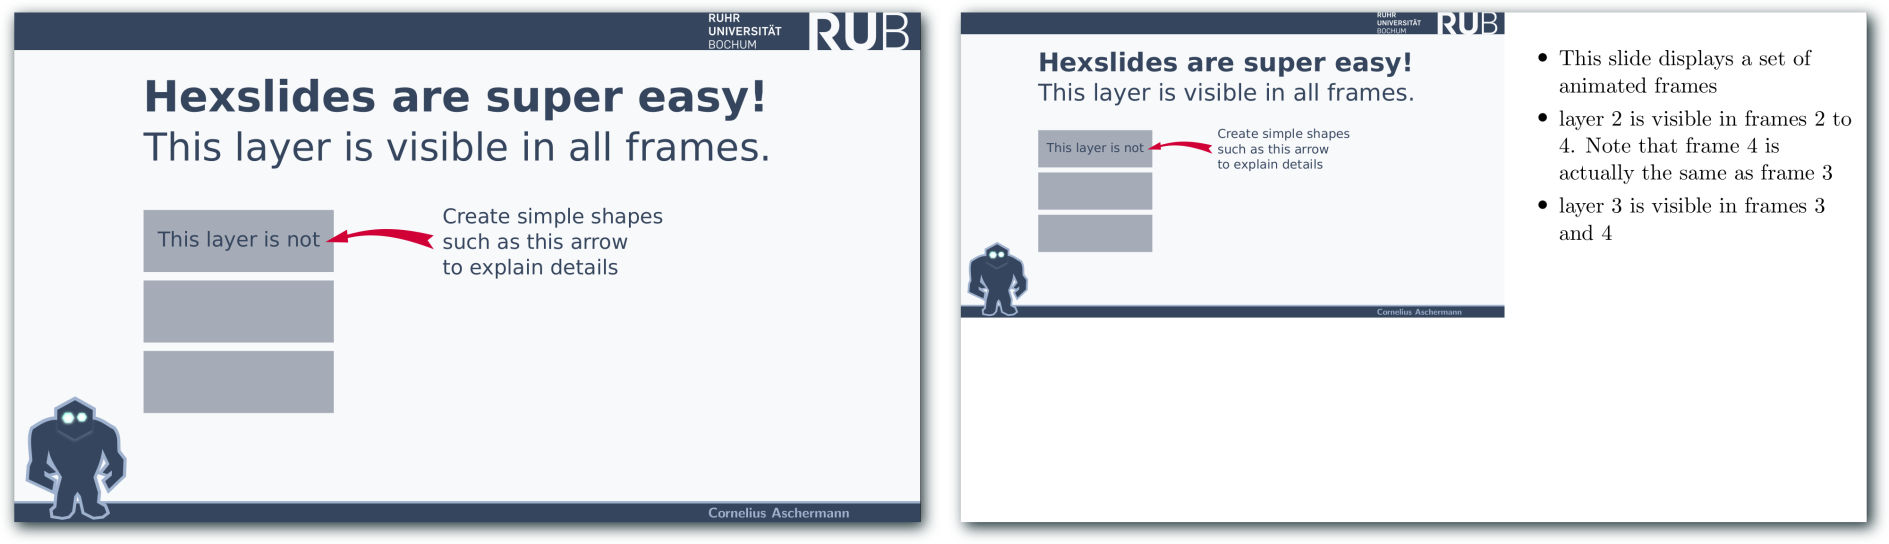 RUHR
UNIVERSITÄT
BOCHUM
RUB
Hexslides are super easy!
This layer is visible in all frames.
This layer is not
Create simple shapes
such as this arrow
to explain details
Cornelius Aschermann
RUHR
UNIVERSITÄT
BOCHUM
RUB
Hexslides are super easy!
This layer is visible in all frames.
This layer is not
Create simple shapes
such as this arrow
to explain details
Cornelius Aschermann
• This slide displays a set of
animated frames
• layer 2 is visible in frames 2 to
4. Note that frame 4 is
actually the same as frame 3
• layer 3 is visible in frames 3
and 4